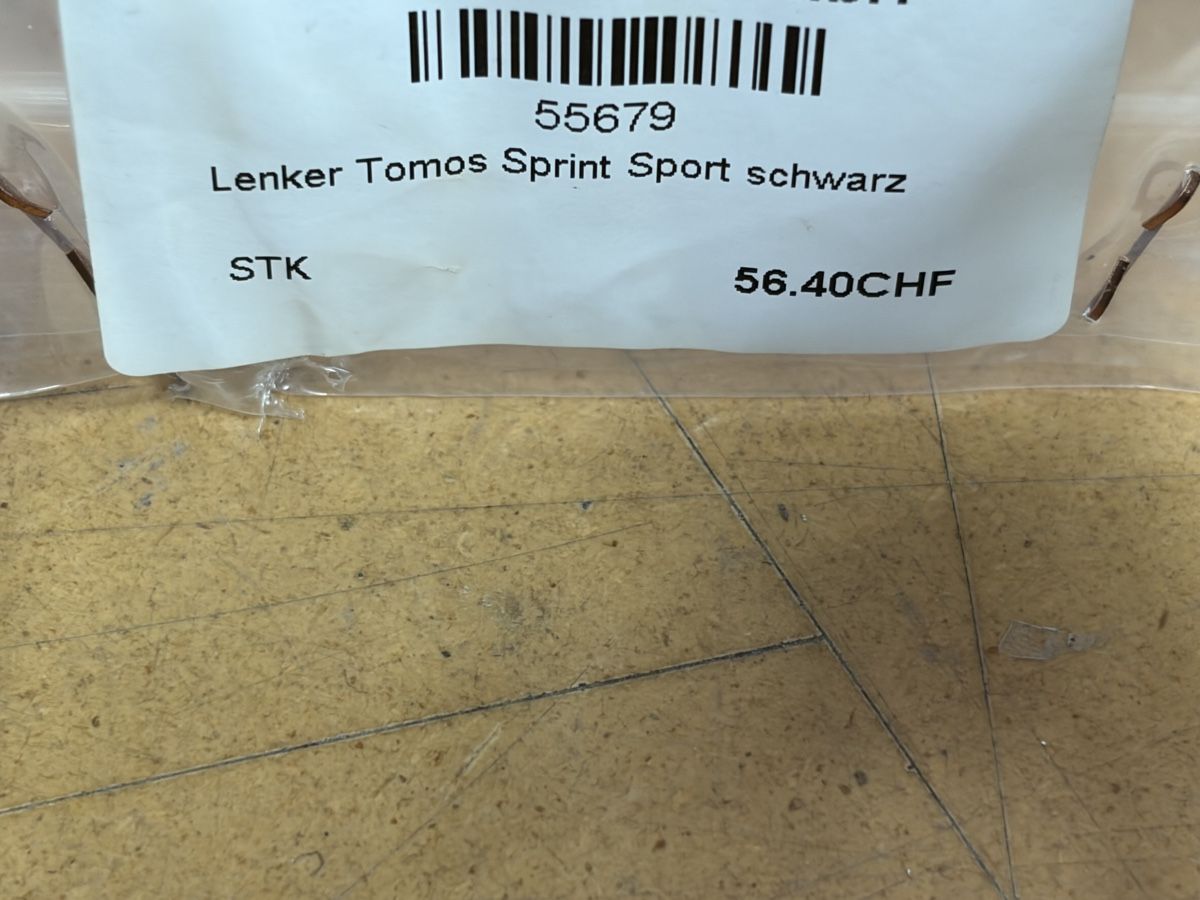 55679
Lenker Tomos Sprint Sport schwarz
STK
56.40CHF